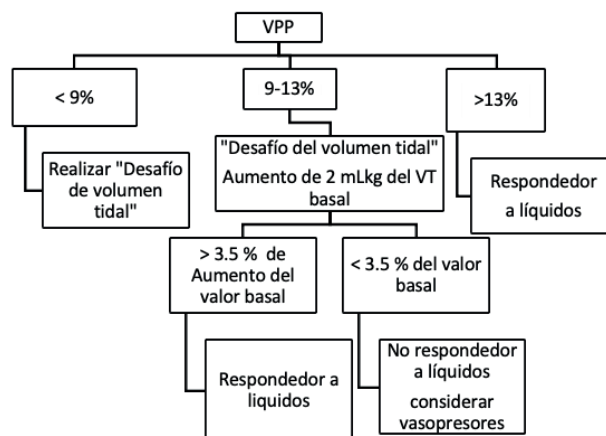 VPP
< 9%
9-13%
>13%
Realizar "Desafío
de volumen
tidal"
"Desafío del volumen tidal"
Aumento de 2 mLkg del VT
basal
Respondedor
a líquidos
> 3.5 % de
Aumento del
valor basal
< 3.5 % del valor
basal
Respondedor a
liquidos
No respondedor
a líquidos
considerar
vasopresores